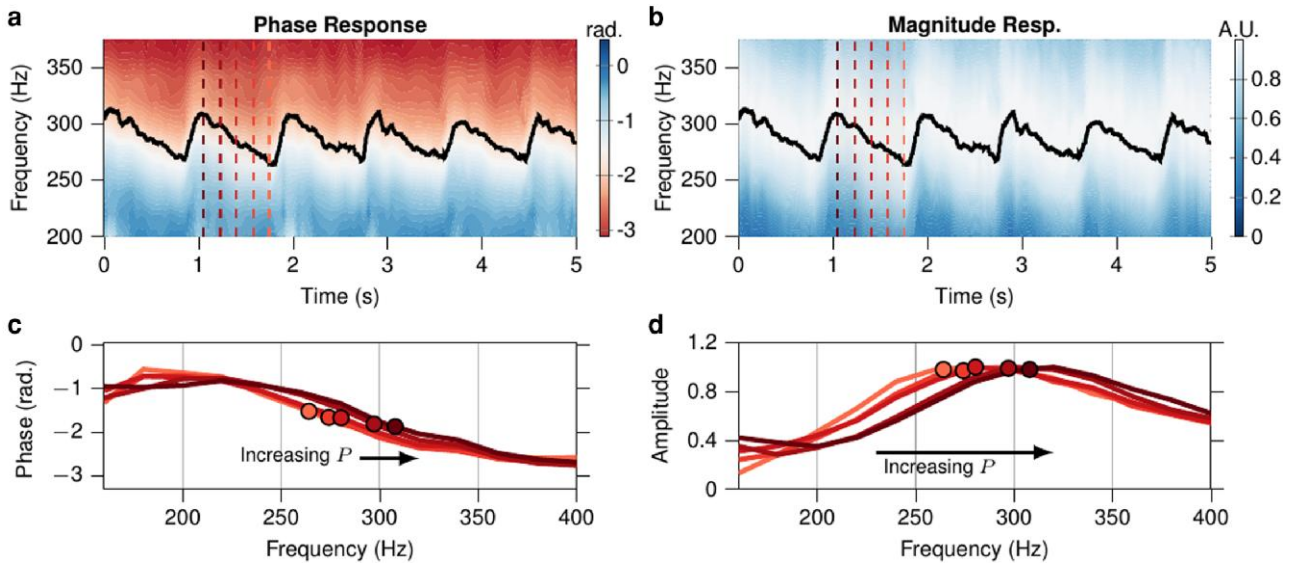 a
Phase Response
rad.
Frequency (Hz)
350
300
250
200
0
-1
-2
-3
0 1 2 3 4 5
Time (s)
b
Magnitude Resp.
A.U.
Frequency (Hz)
350
300
250
200
0.8
0.6
0.4
0.2
0
0 1 2 3 4 5
Time (s)
c
Phase (rad.)
0
−1
−2
−3
Increasing P
200 250 300 350 400
Frequency (Hz)
d
Amplitude
1.2
0.8
0.4
0
Increasing P
200 250 300 350 400
Frequency (Hz)